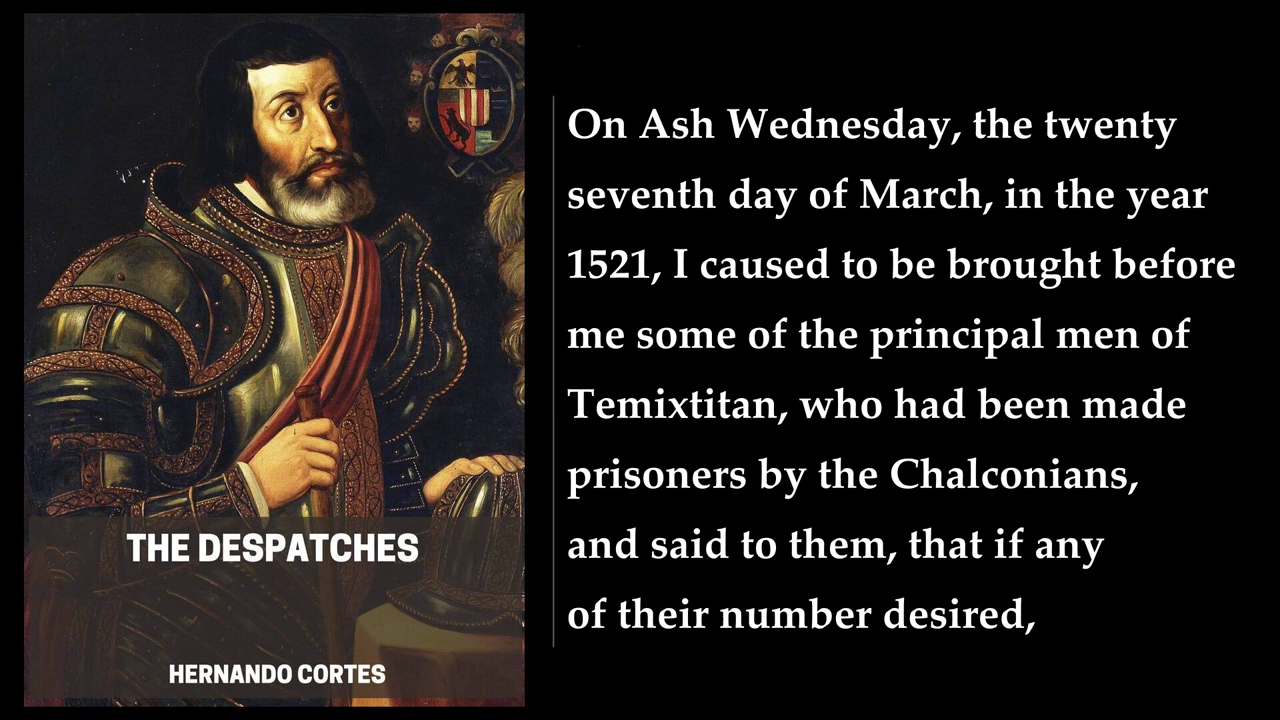 THE DESPATCHES
HERNANDO CORTES
On Ash Wednesday, the twenty
seventh day of March, in the year
1521, I caused to be brought before
me some of the principal men of
Temixtitan, who had been made
prisoners by the Chalconians,
and said to them, that if any
of their number desired,